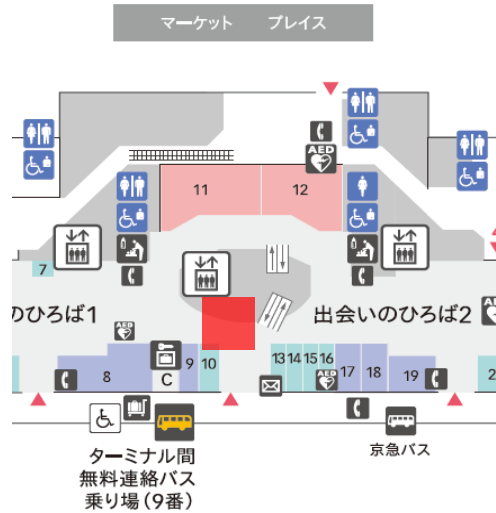 マーケット プレイス
AED
11
12
7
のひろば1
出会いのひろば2
AED
AED
8
C
9
10
13
14
15
16
AED
17
18
19
2
ターミナル間
無料連絡バス
乗り場(9番)
京急バス